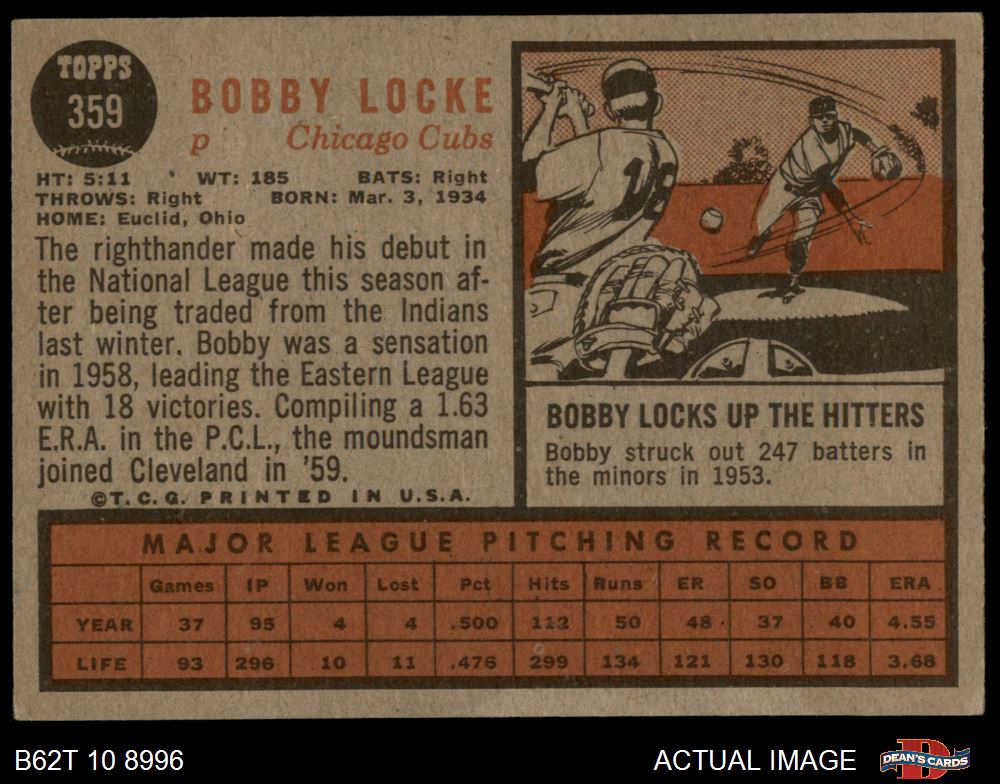 TOPPS
359
BOBBY LOCKE
p Chicago Cubs
HT: 5:11 WT: 185 BATS: Right
THROWS: Right BORN: Mar. 3, 1934
HOME: Euclid, Ohio
The righthander made his debut in
the National League this season af-
ter being traded from the Indians
last winter. Bobby was a sensation
in 1958, leading the Eastern League
with 18 victories. Compiling a 1.63
E.R.A. in the P.C.L., the moundsman
joined Cleveland in '59.
©T.C.G. PRINTED IN U.S.A.
18
BOBBY LOCKS UP THE HITTERS
Bobby struck out 247 batters in
the minors in 1953.
MAJOR LEAGUE PITCHING RECORD
Games IP Won Lost Pct Hits Runs ER SO BB ERA
YEAR 37 95 4 4 .500 112 50 48 37 40 4.55
LIFE 93 296 10 11 .476 299 134 121 130 118 3.68
B62T 10 8996 ACTUAL IMAGE DEAN'S CARDS